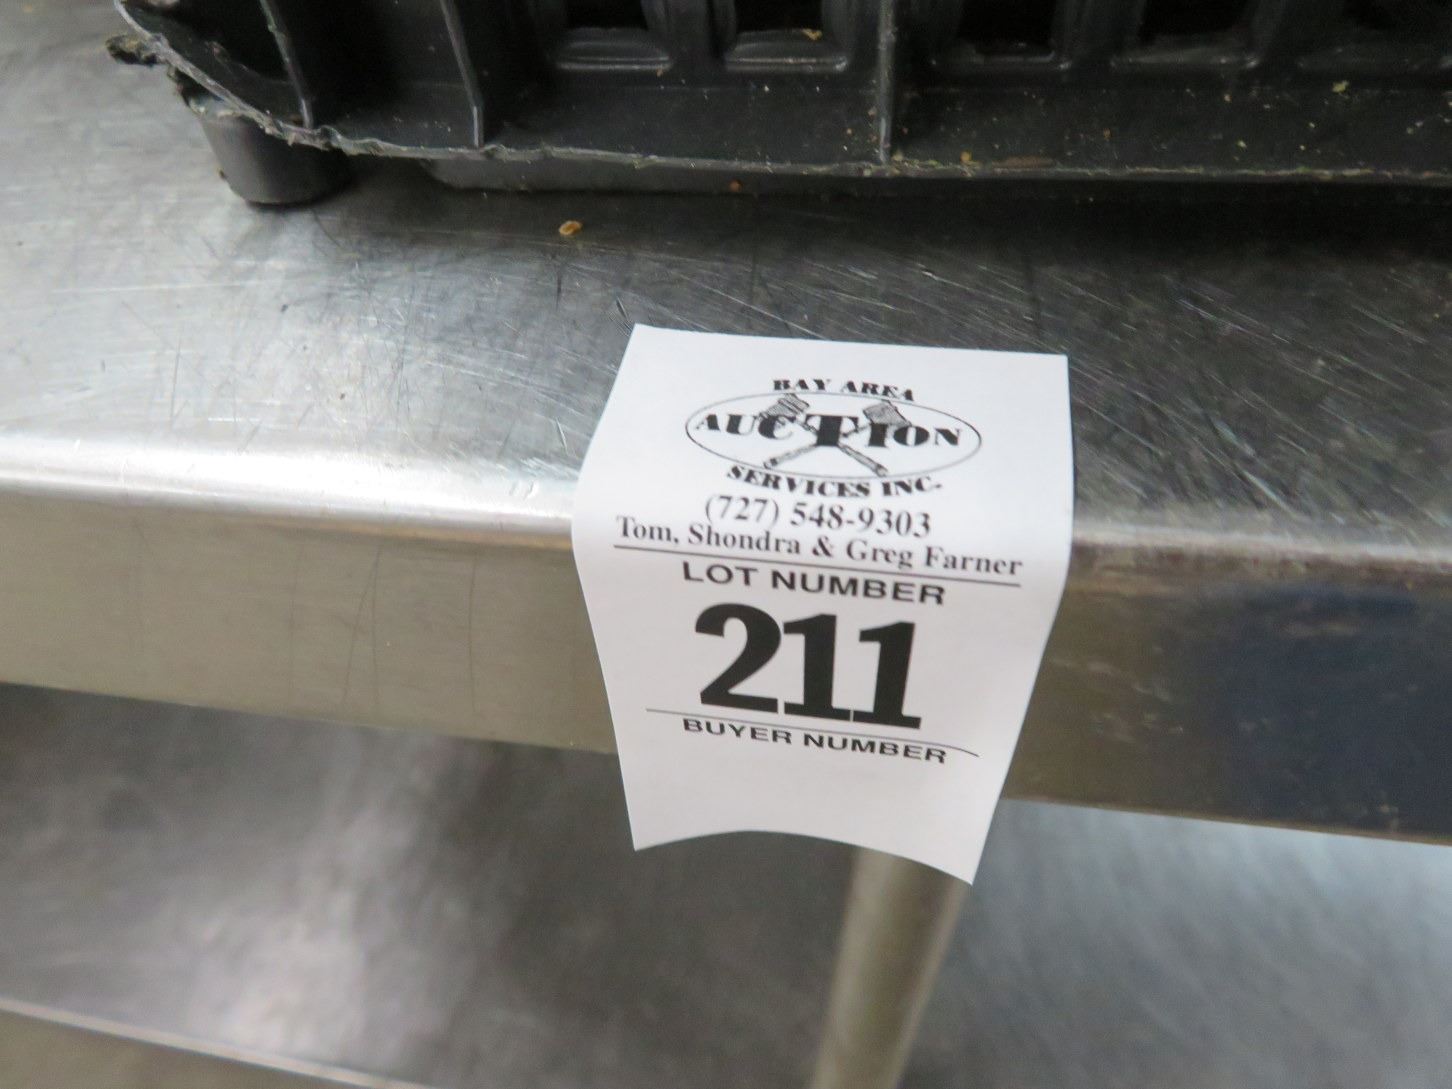 BAY AREA
AUCTION
SERVICES INC.
(727) 548-9303
Tom, Shondra & Greg Farner
LOT NUMBER
211
BUYER NUMBER